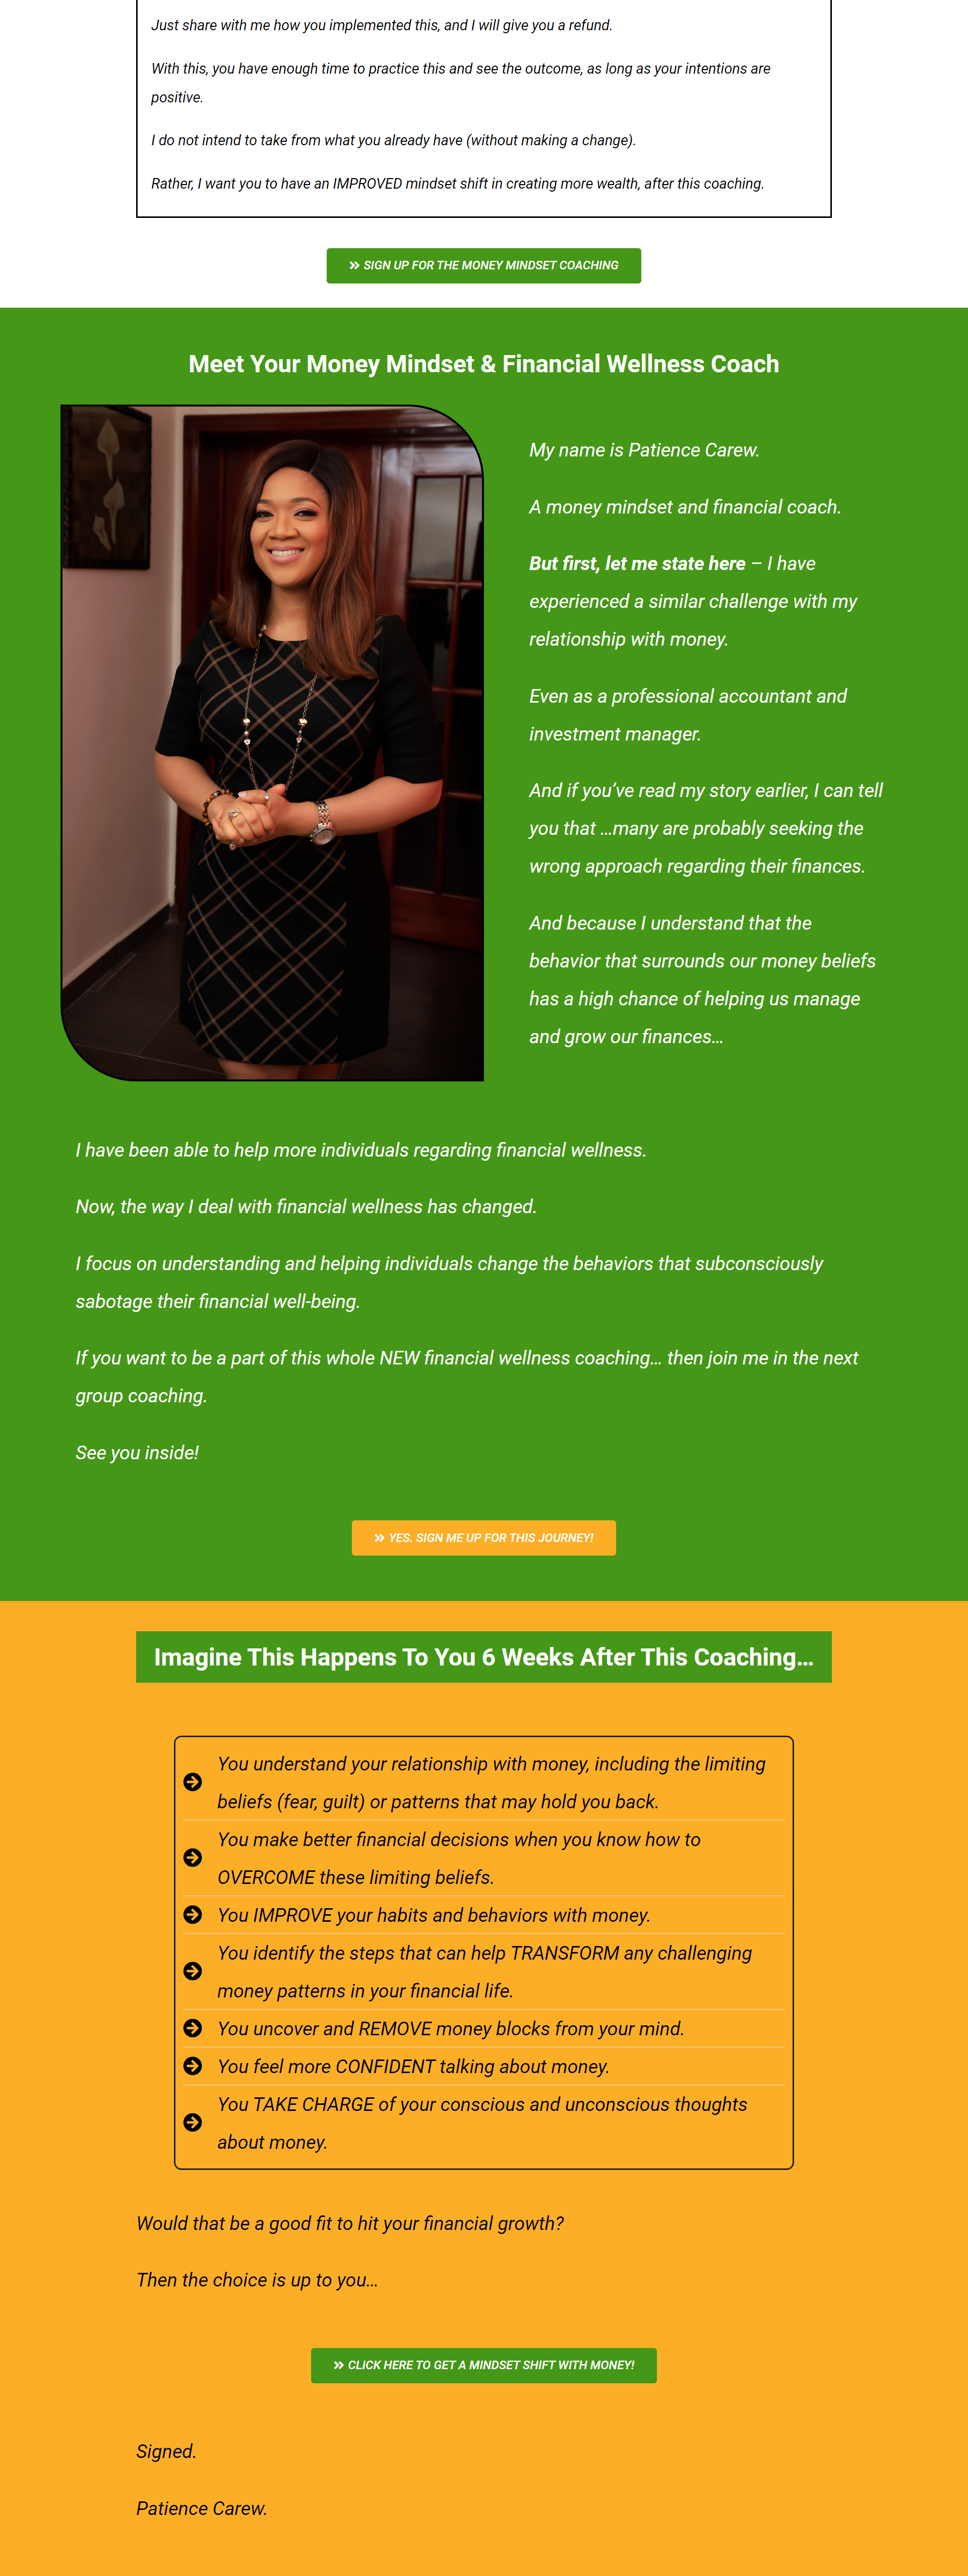 Just share with me how you implemented this, and I will give you a refund.
With this, you have enough time to practice this and see the outcome, as long as your intentions are
positive.
I do not intend to take from what you already have (without making a change).
Rather, I want you to have an IMPROVED mindset shift in creating more wealth, after this coaching.
SIGN UP FOR THE MONEY MINDSET COACHING
Meet Your Money Mindset & Financial Wellness Coach
My name is Patience Carew.
A money mindset and financial coach.
But first, let me state here – I have
experienced a similar challenge with my
relationship with money.
Even as a professional accountant and
investment manager.
And if you’ve read my story earlier, I can tell
you that …many are probably seeking the
wrong approach regarding their finances.
And because I understand that the
behavior that surrounds our money beliefs
has a high chance of helping us manage
and grow our finances…
I have been able to help more individuals regarding financial wellness.
Now, the way I deal with financial wellness has changed.
I focus on understanding and helping individuals change the behaviors that subconsciously
sabotage their financial well-being.
If you want to be a part of this whole NEW financial wellness coaching… then join me in the next
group coaching.
See you inside!
YES. SIGN ME UP FOR THIS JOURNEY!
Imagine This Happens To You 6 Weeks After This Coaching…
You understand your relationship with money, including the limiting
beliefs (fear, guilt) or patterns that may hold you back.
You make better financial decisions when you know how to
OVERCOME these limiting beliefs.
You IMPROVE your habits and behaviors with money.
You identify the steps that can help TRANSFORM any challenging
money patterns in your financial life.
You uncover and REMOVE money blocks from your mind.
You feel more CONFIDENT talking about money.
You TAKE CHARGE of your conscious and unconscious thoughts
about money.
Would that be a good fit to hit your financial growth?
Then the choice is up to you…
CLICK HERE TO GET A MINDSET SHIFT WITH MONEY!
Signed.
Patience Carew.